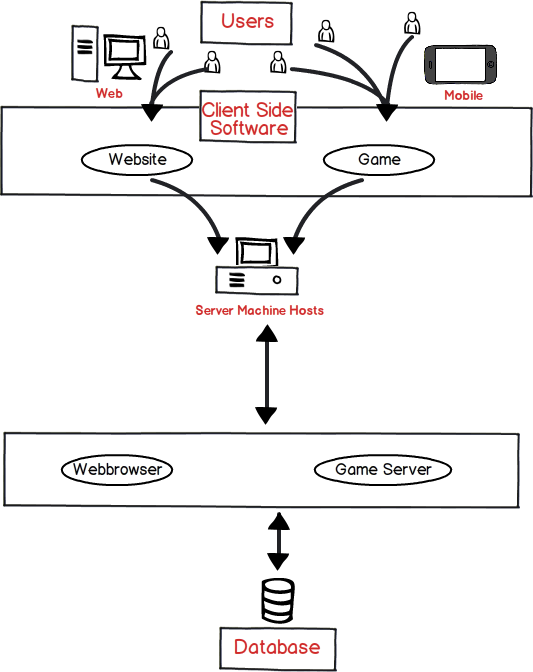 Users
Web
Mobile
Client Side
Software
Website
Game
Server Machine Hosts
Webbrowser
Game Server
Database